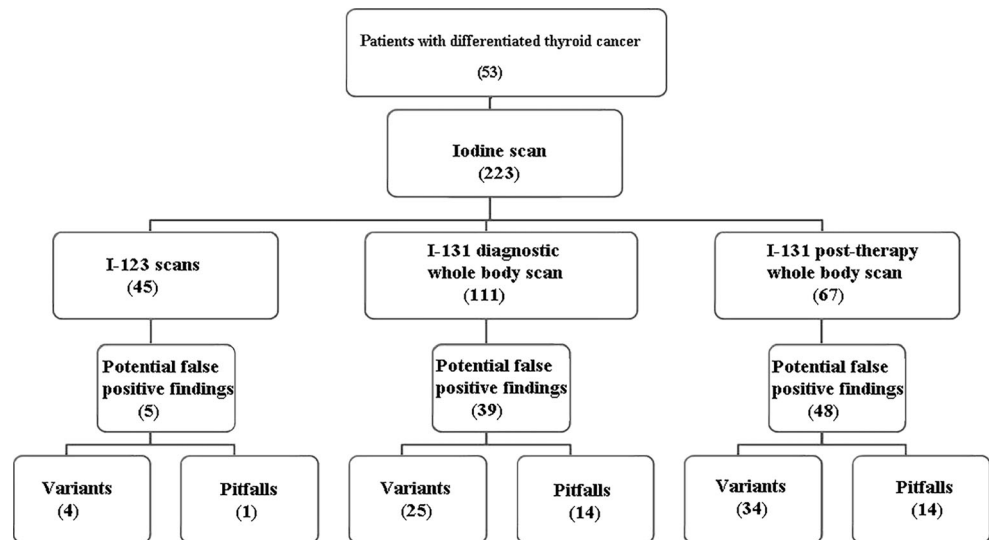 Patients with differentiated thyroid cancer
(53)
Iodine scan
(223)
I-123 scans
(45)
I-131 diagnostic
whole body scan
(111)
I-131 post-therapy
whole body scan
(67)
Potential false
positive findings
(5)
Potential false
positive findings
(39)
Potential false
positive findings
(48)
Variants
(4)
Pitfalls
(1)
Variants
(25)
Pitfalls
(14)
Variants
(34)
Pitfalls
(14)